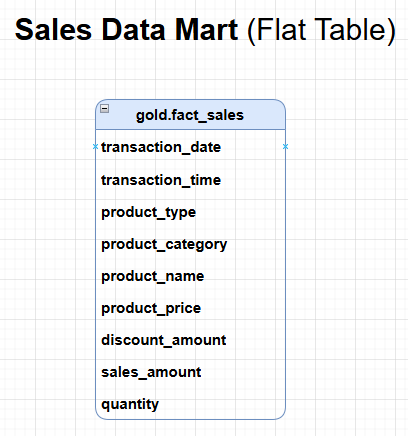 Sales Data Mart (Flat Table)
gold.fact_sales
transaction_date
transaction_time
product_type
product_category
product_name
product_price
discount_amount
sales_amount
quantity